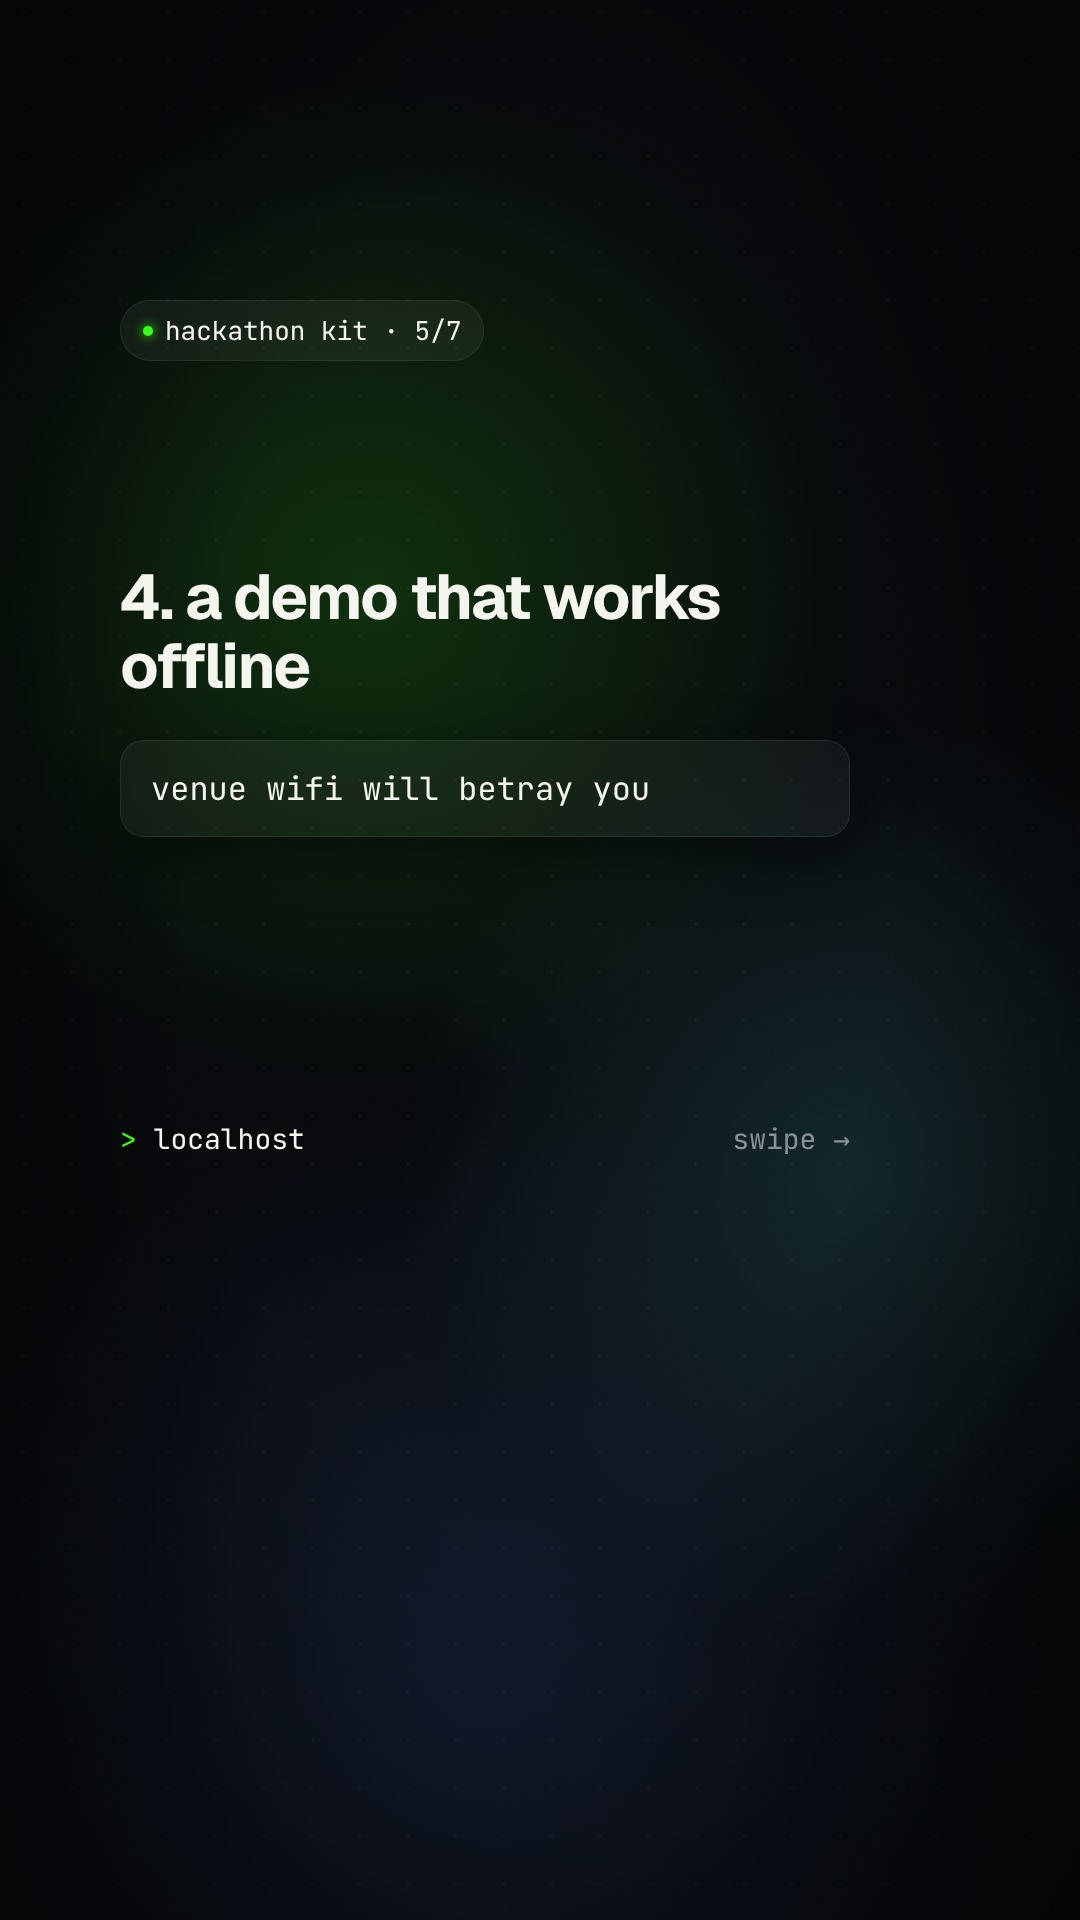 hackathon kit · 5/7
4. a demo that works
offline
venue wifi will betray you
> localhost
swipe →